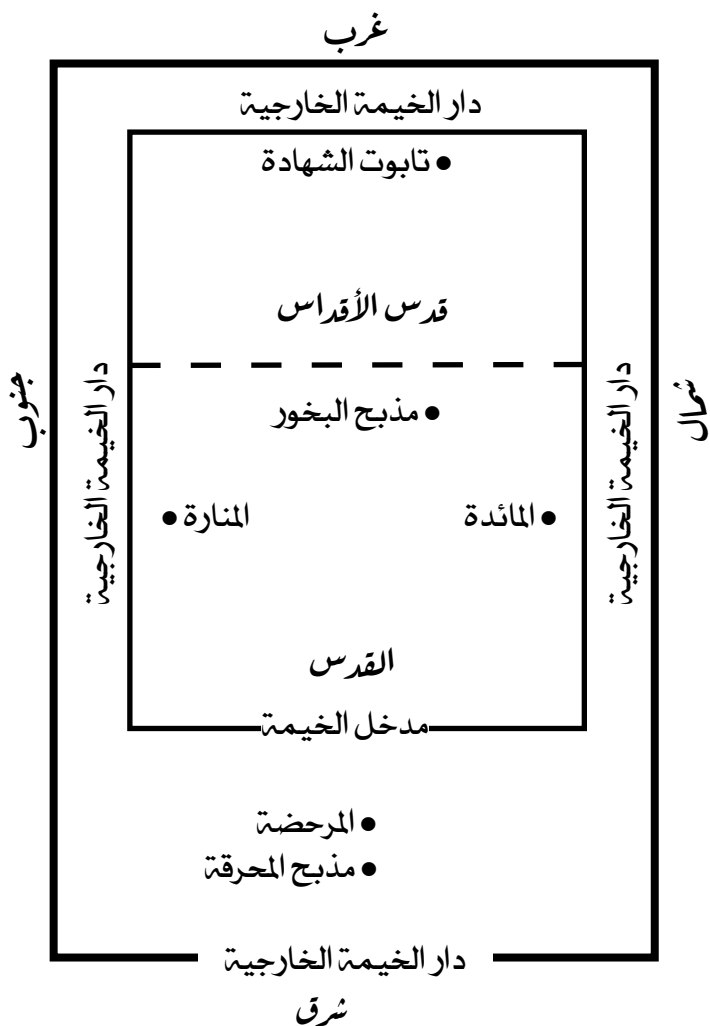 غرب
دار الخيمة الخارجية
• تابوت الشهادة
قدس الأقداس
شمال
دار الخيمة الخارجية
دار الخيمة الخارجية
جنوب
• مذبح البخور
• المائدة
المنارة •
القدس
مدخل الخيمة
• المرحضة
• مذبح المحرقة
دار الخيمة الخارجية
شرق